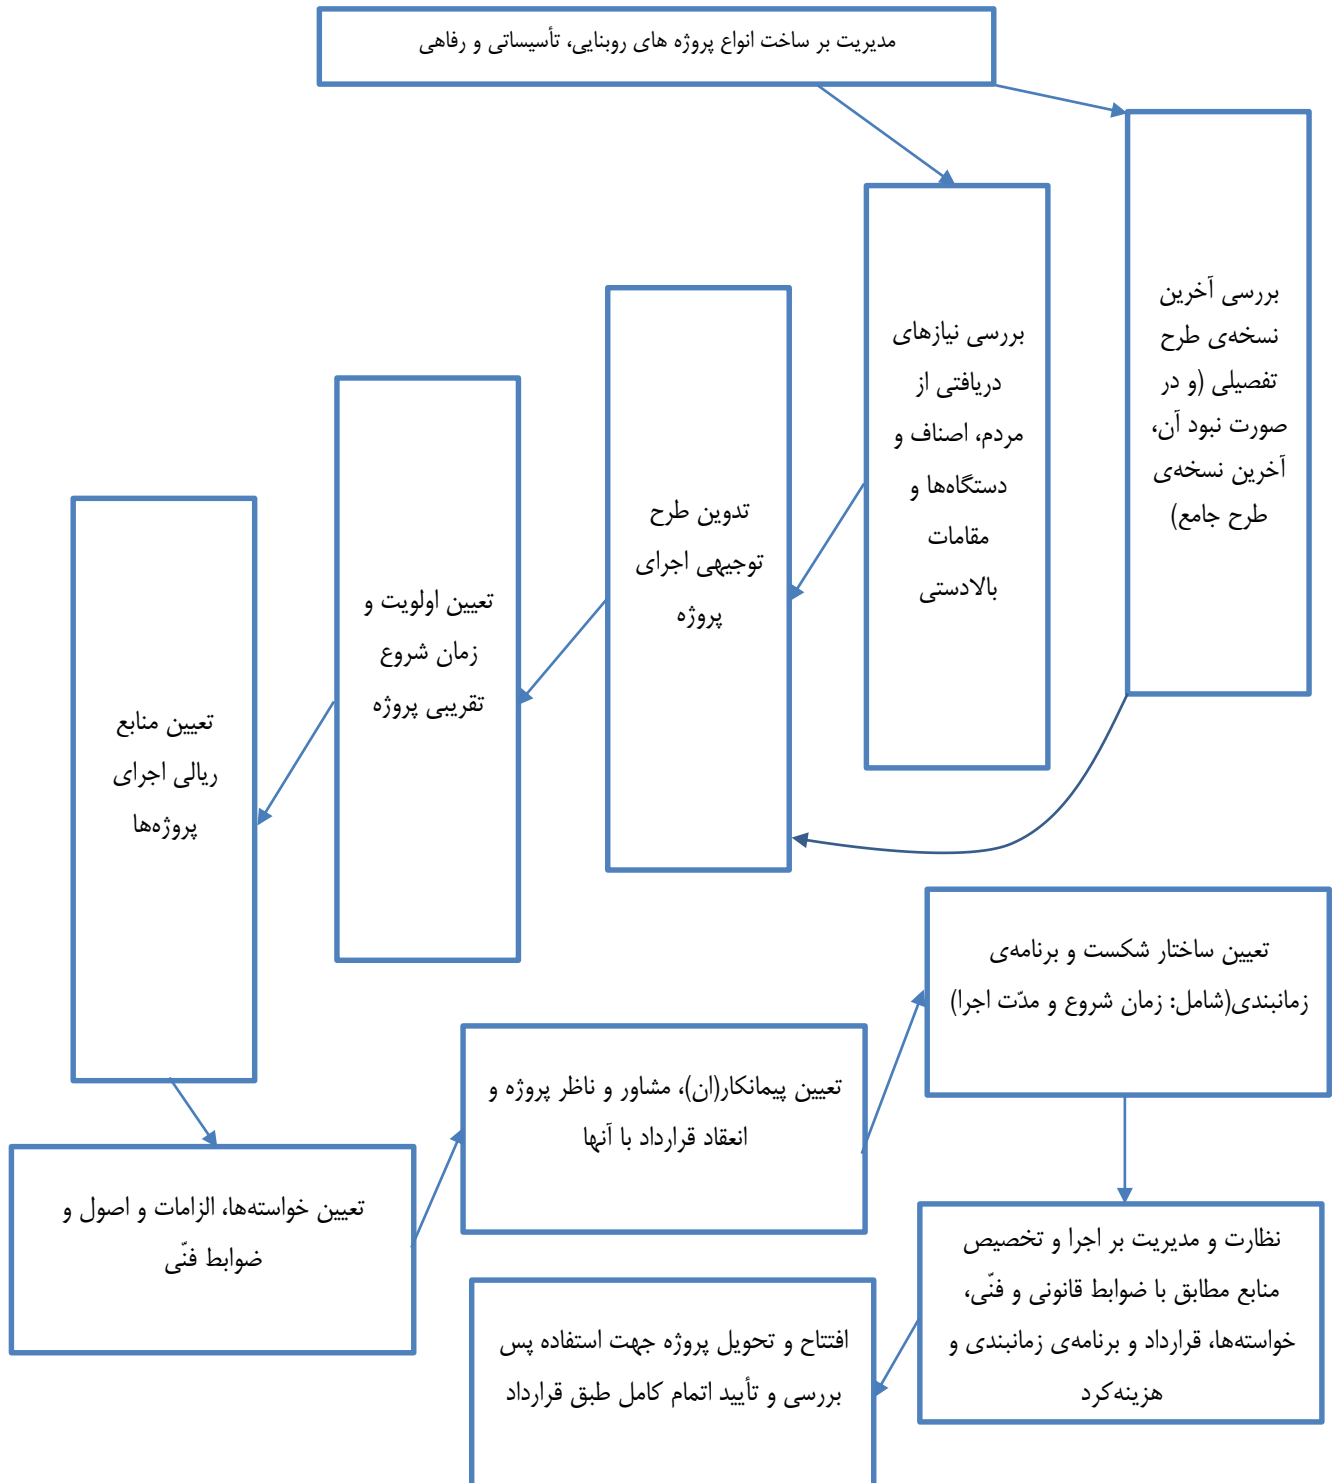 مدیریت بر ساخت انواع پروژه های روبنایی، تأسیساتی و رفاهی
بررسی آخرین
نسخه‌ی طرح
تفصیلی (و در
صورت نبود آن،
آخرین نسخه‌ی
طرح جامع)
بررسی نیازهای
دریافتی از
مردم، اصناف و
دستگاه‌ها و
مقامات
بالادستی
تدوین طرح
توجیهی اجرای
پروژه
تعیین اولویت و
زمان شروع
تقریبی پروژه
تعیین منابع
ریالی اجرای
پروژه‌ها
تعیین خواسته‌ها، الزامات و اصول و
ضوابط فنّی
تعیین پیمانکار(ان)، مشاور و ناظر پروژه و
انعقاد قرارداد با آنها
تعیین ساختار شکست و برنامه‌ی
زمانبندی(شامل: زمان شروع و مدّت اجرا)
نظارت و مدیریت بر اجرا و تخصیص
منابع مطابق با ضوابط قانونی و فنّی،
خواسته‌ها، قرارداد و برنامه‌ی زمانبندی و
هزینه‌کرد
افتتاح و تحویل پروژه جهت استفاده پس
بررسی و تأیید اتمام کامل طبق قرارداد